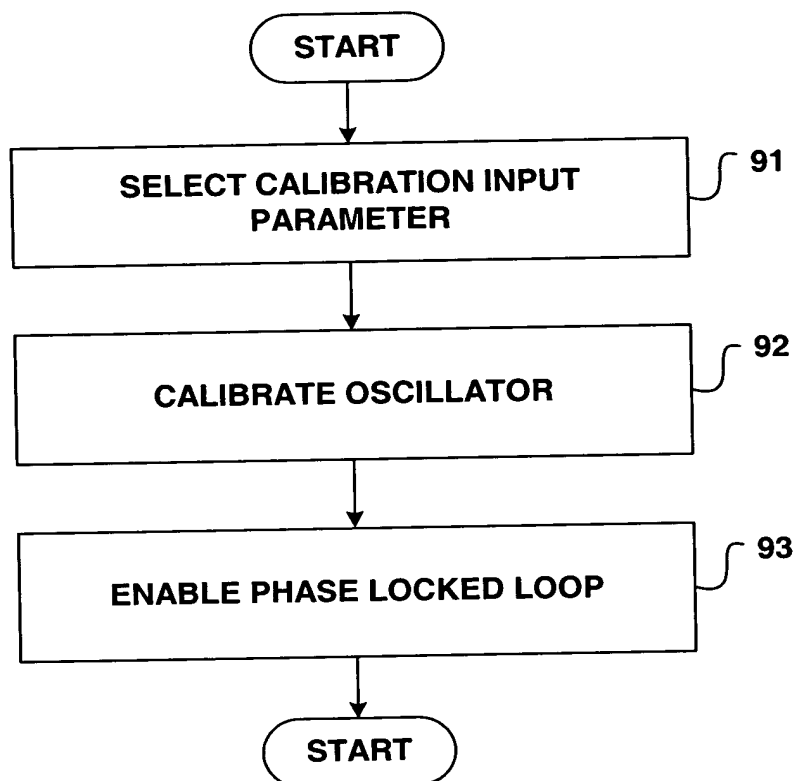 START
SELECT CALIBRATION INPUT
PARAMETER
91
CALIBRATE OSCILLATOR
92
ENABLE PHASE LOCKED LOOP
93
START